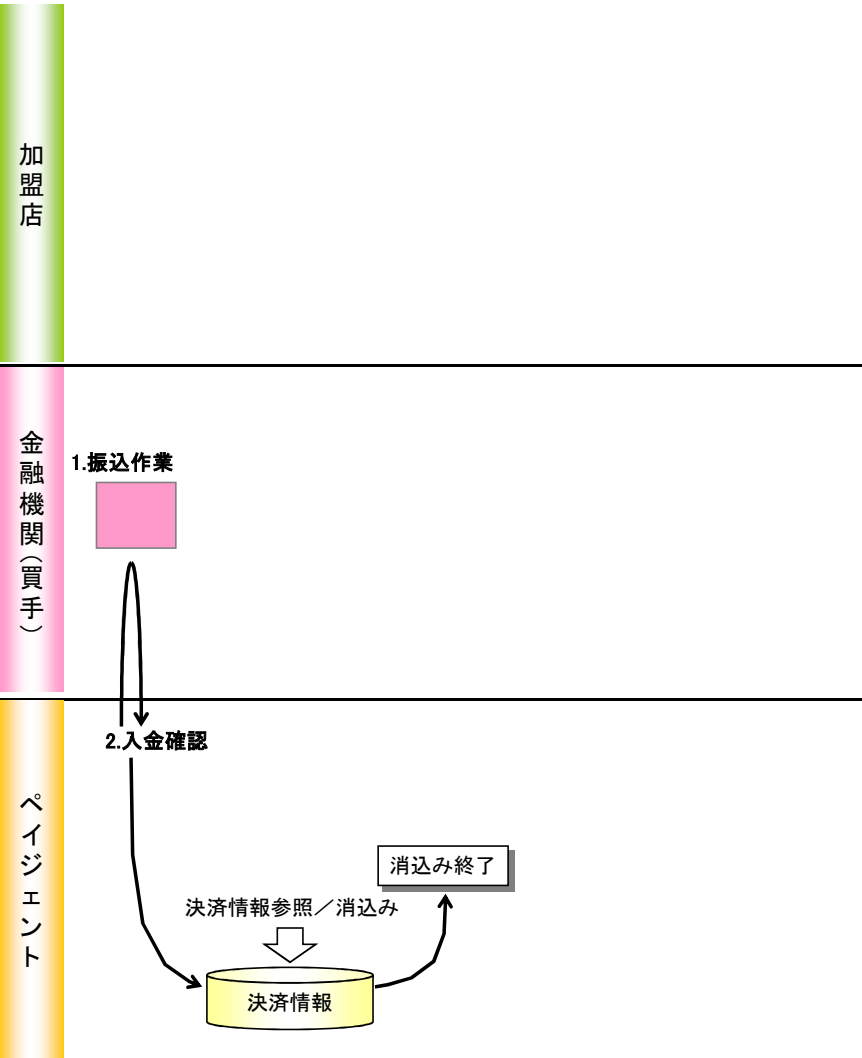 加盟店
金融機関(買手)
1.振込作業
ペイジェント
2.入金確認
消込み終了
決済情報参照／消込み
決済情報